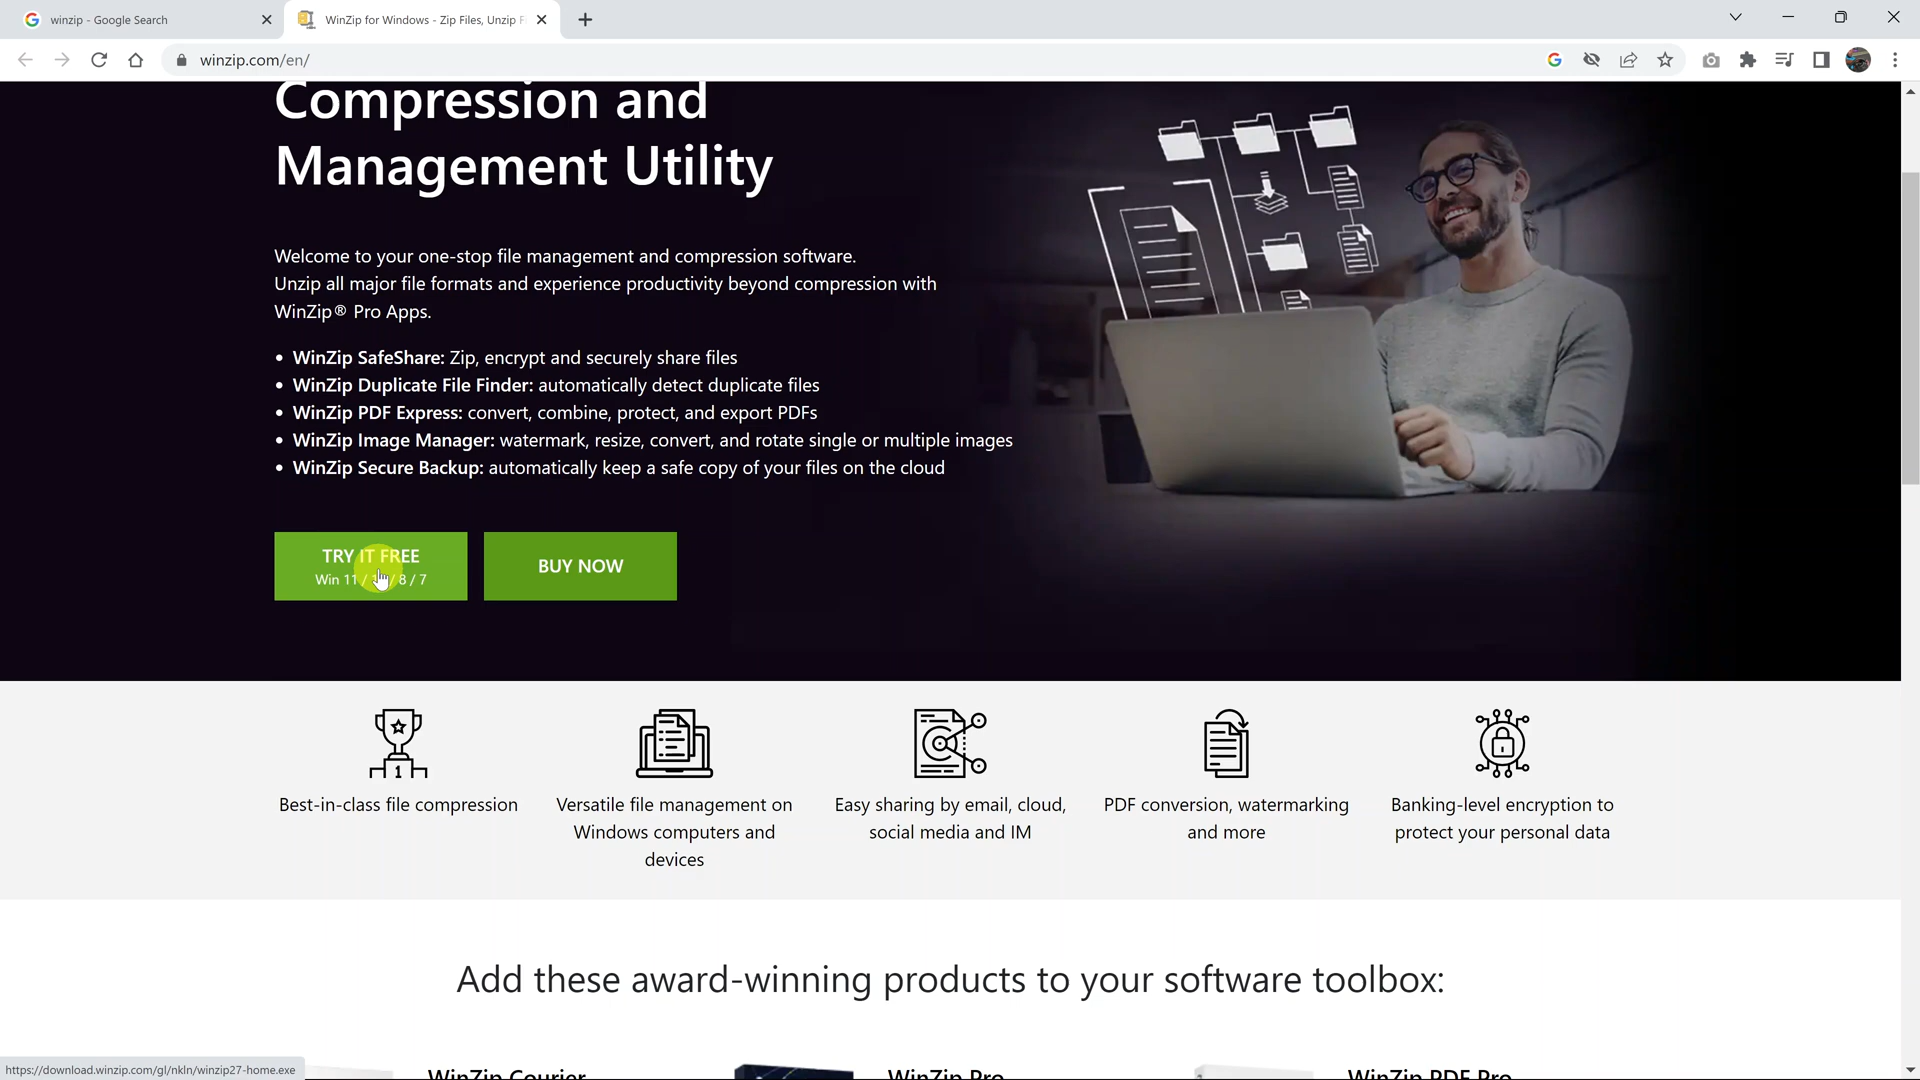 winzip - Google Search
WinZip for Windows - Zip Files, Unzip F
winzip.com/en/
Compression and
Management Utility
Welcome to your one-stop file management and compression software.
Unzip all major file formats and experience productivity beyond compression with
WinZip® Pro Apps.
• WinZip SafeShare: Zip, encrypt and securely share files
• WinZip Duplicate File Finder: automatically detect duplicate files
• WinZip PDF Express: convert, combine, protect, and export PDFs
• WinZip Image Manager: watermark, resize, convert, and rotate single or multiple images
• WinZip Secure Backup: automatically keep a safe copy of your files on the cloud
TRY IT FREE
Win 11 / / 8 / 7
BUY NOW
1
Best-in-class file compression
Versatile file management on
Windows computers and
devices
Easy sharing by email, cloud,
social media and IM
PDF conversion, watermarking
and more
Banking-level encryption to
protect your personal data
Add these award-winning products to your software toolbox:
WinZip Courier
WinZip Pro
WinZip PDF Pro
https://download.winzip.com/gl/nkln/winzip27-home.exe